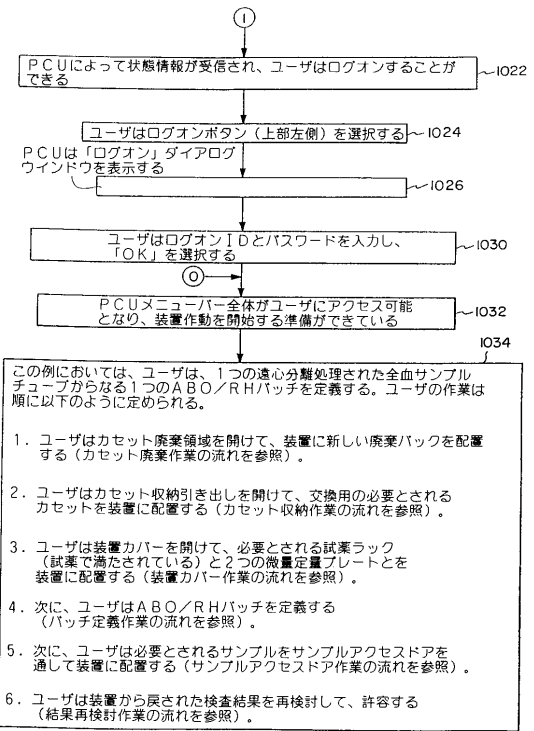 1
PCUによって状態情報が受信され、ユーザはログオンすることが
できる
1022
ユーザはログオンボタン（上部左側）を選択する
1024
PCUは「ログオン」ダイアログ
ウインドウを表示する
1026
ユーザはログオンIDとパスワードを入力し、
「OK」を選択する
1030
O
PCUメニューバー全体がユーザにアクセス可能
となり、装置作動を開始する準備ができている
1032
1034
この例においては、ユーザは、1つの遠心分離処理された全血サンプル
チューブからなる1つのABO／RHバッチを定義する。ユーザの作業は
順に以下のように定められる。
1．ユーザはカセット廃棄領域を開けて、装置に新しい廃棄バックを配置
する（カセット廃棄作業の流れを参照）。
2．ユーザはカセット収納引き出しを開けて、交換用の必要とされる
カセットを装置に配置する（カセット収納作業の流れを参照）。
3．ユーザは装置カバーを開けて、必要とされる試薬ラック
（試薬で満たされている）と2つの微量定量プレートとを
装置に配置する（装置カバー作業の流れを参照）。
4．次に、ユーザはABO／RHバッチを定義する
（バッチ定義作業の流れを参照）。
5．次に、ユーザは必要とされるサンプルをサンプルアクセスドアを
通して装置に配置する（サンプルアクセスドア作業の流れを参照）。
6．ユーザは装置から戻された検査結果を再検討して、許容する
（結果再検討作業の流れを参照）。